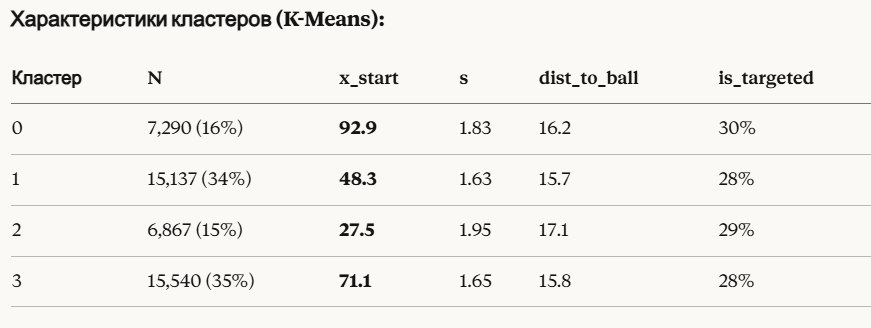 Характеристики кластеров (K-Means):
Кластер N x_start s dist_to_ball is_targeted
0 7,290 (16%) 92.9 1.83 16.2 30%
1 15,137 (34%) 48.3 1.63 15.7 28%
2 6,867 (15%) 27.5 1.95 17.1 29%
3 15,540 (35%) 71.1 1.65 15.8 28%